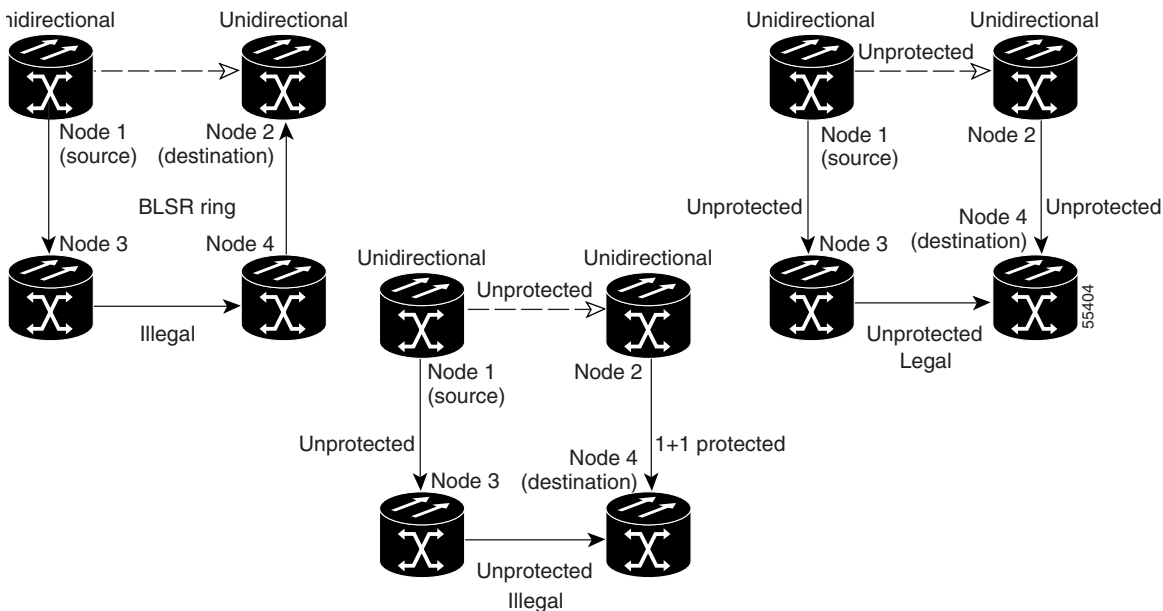 nidirectional
Unidirectional
Node 1
(source)
Node 2
(destination)
BLSR ring
Node 3
Node 4
Illegal
Unidirectional
Unidirectional
Unprotected
Node 1
(source)
Node 2
Unprotected
1+1 protected
Node 3
Node 4
(destination)
Unprotected
Illegal
Unidirectional
Unidirectional
Unprotected
Node 1
(source)
Node 2
Unprotected
Unprotected
Node 3
Node 4
(destination)
Unprotected
Legal
55404